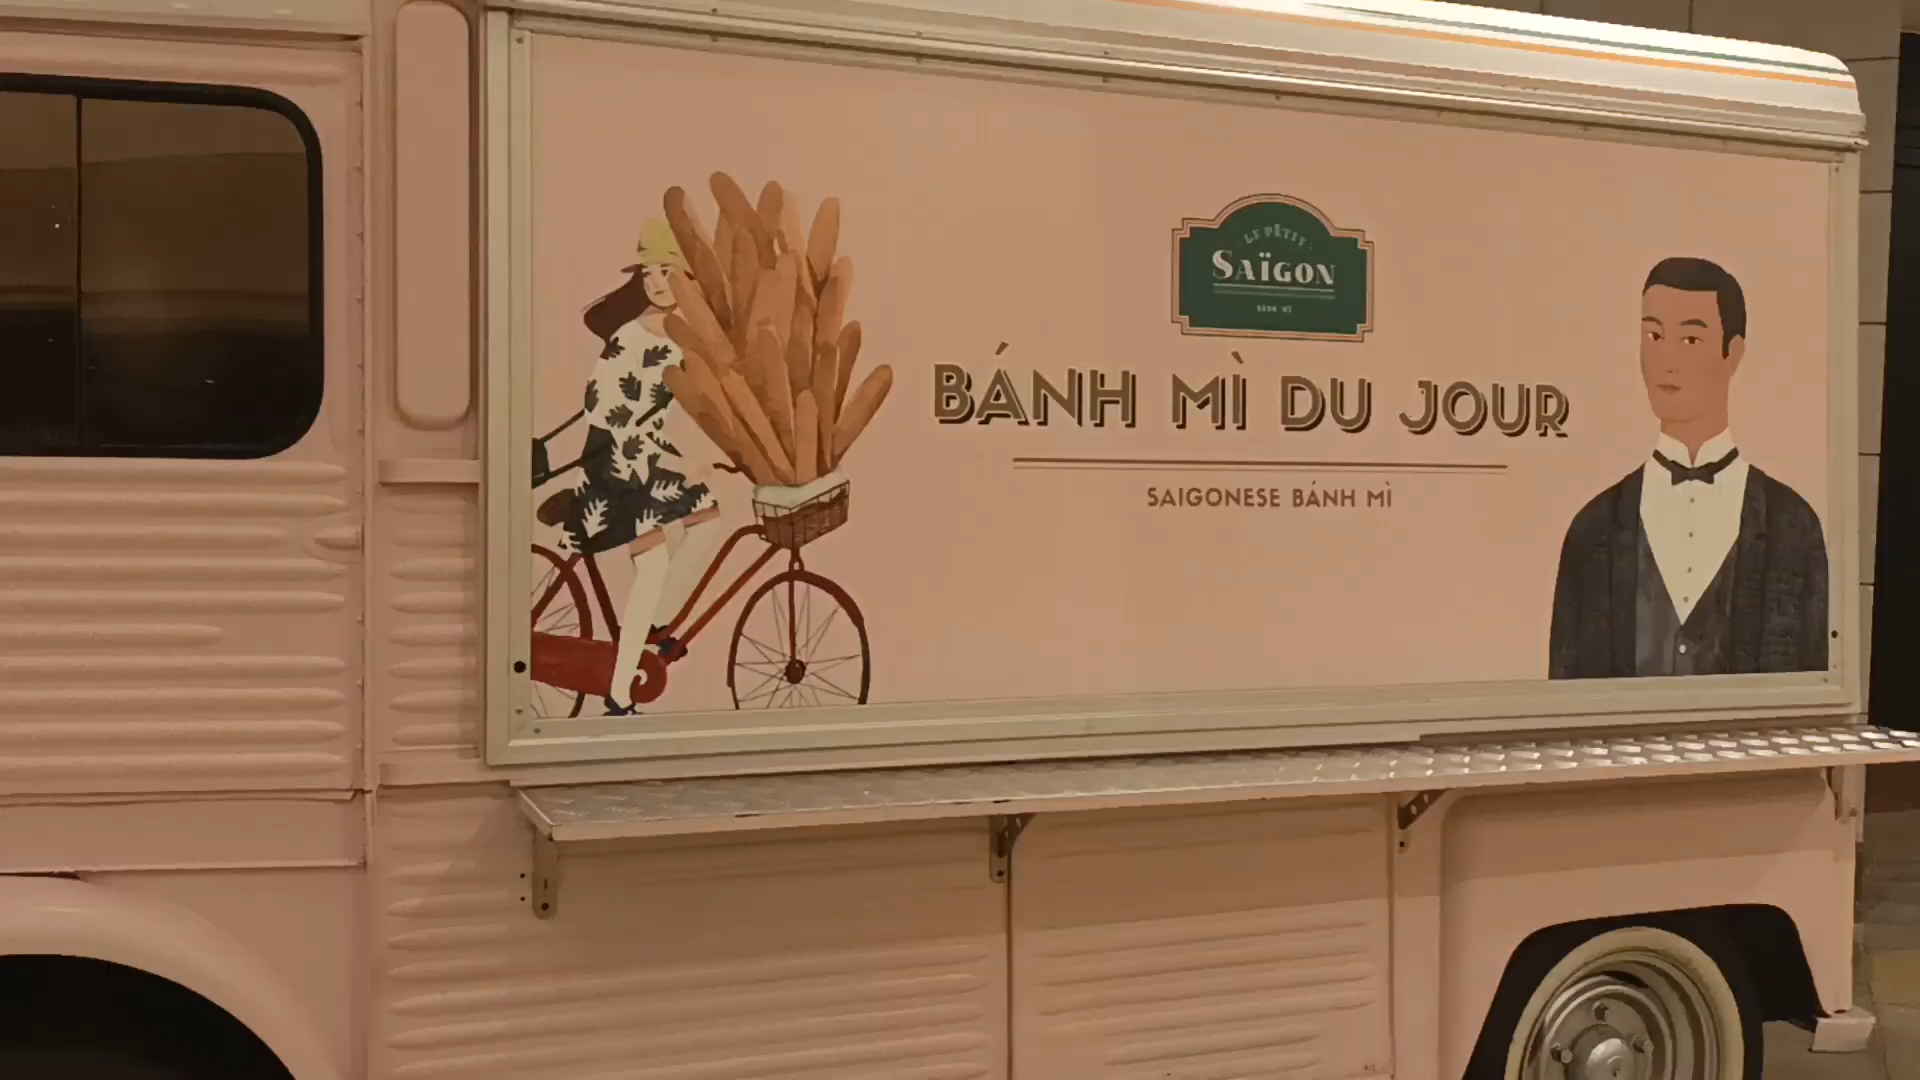 LE PETIT
SAÏGON
BÁNH MÌ
BÁNH MÌ DU JOUR
SAIGONESE BÁNH MÌ